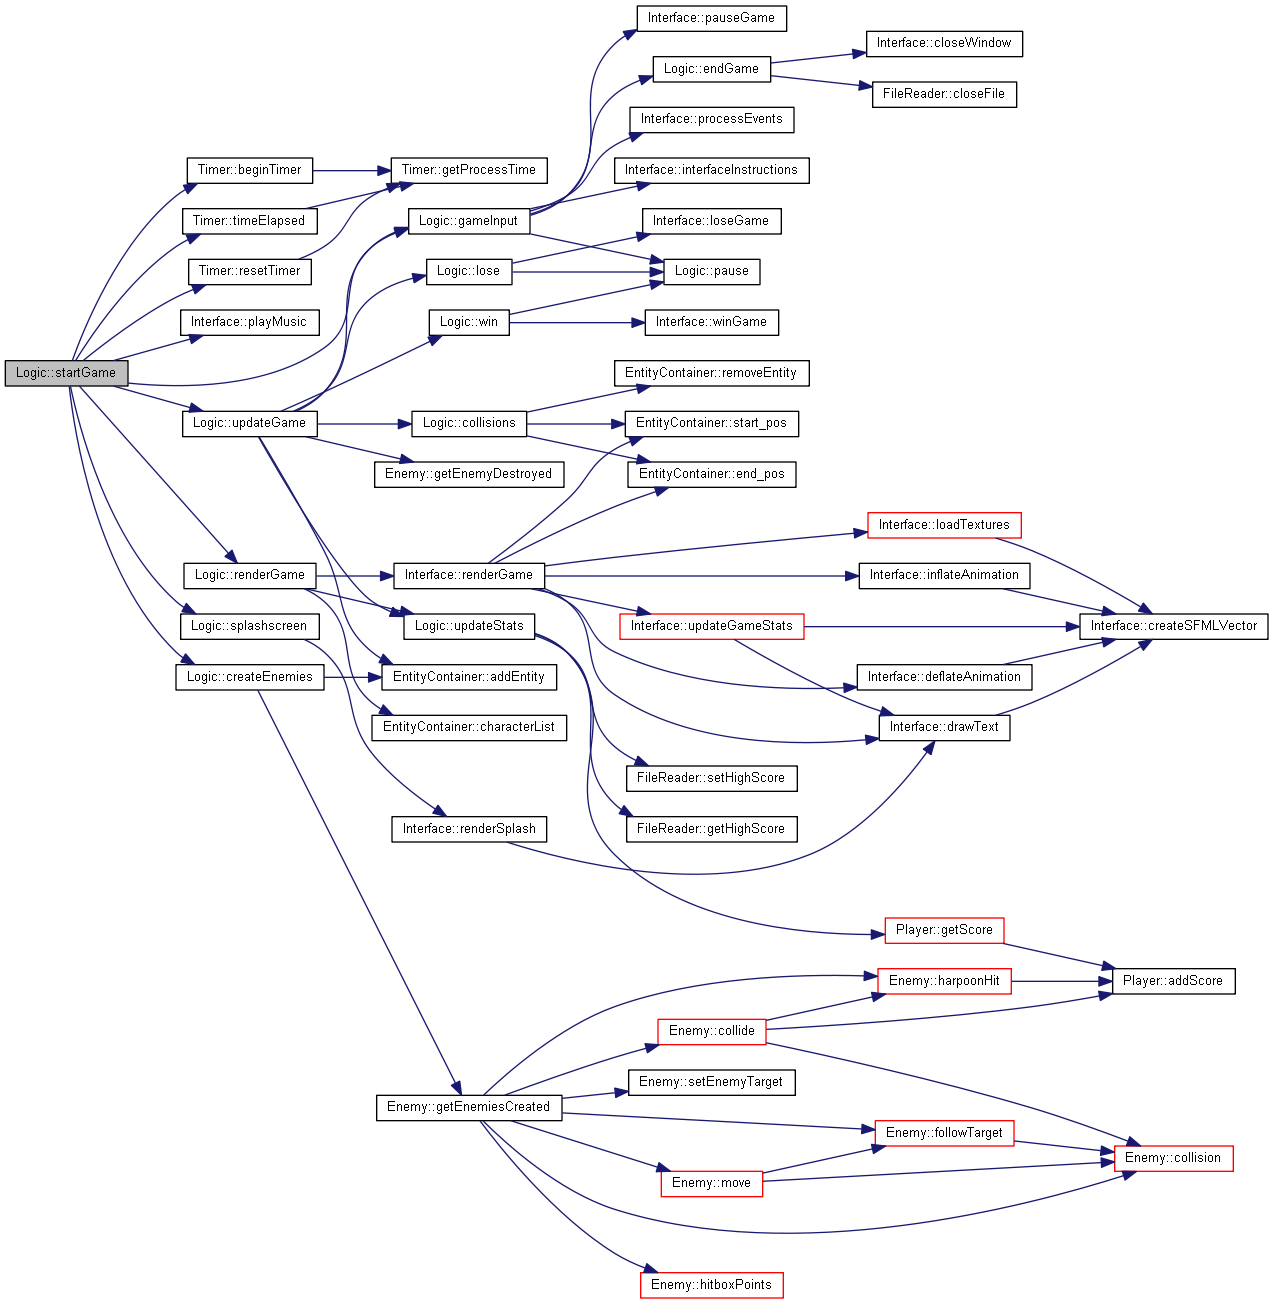 Interface::pauseGame
Interface::closeWindow
Logic::endGame
FileReader::closeFile
Interface::processEvents
Timer::beginTimer
Timer::getProcessTime
Interface::interfaceInstructions
Timer::timeElapsed
Logic::gameInput
Interface::loseGame
Timer::resetTimer
Logic::lose
Logic::pause
Interface::playMusic
Logic::win
Interface::winGame
Logic::startGame
EntityContainer::removeEntity
Logic::updateGame
Logic::collisions
EntityContainer::start_pos
Enemy::getEnemyDestroyed
EntityContainer::end_pos
Interface::loadTextures
Logic::renderGame
Interface::renderGame
Interface::inflateAnimation
Logic::splashscreen
Logic::updateStats
Interface::updateGameStats
Interface::createSFMLVector
Logic::createEnemies
EntityContainer::addEntity
Interface::deflateAnimation
EntityContainer::characterList
Interface::drawText
FileReader::setHighScore
Interface::renderSplash
FileReader::getHighScore
Player::getScore
Enemy::harpoonHit
Player::addScore
Enemy::collide
Enemy::setEnemyTarget
Enemy::getEnemiesCreated
Enemy::followTarget
Enemy::collision
Enemy::move
Enemy::hitboxPoints